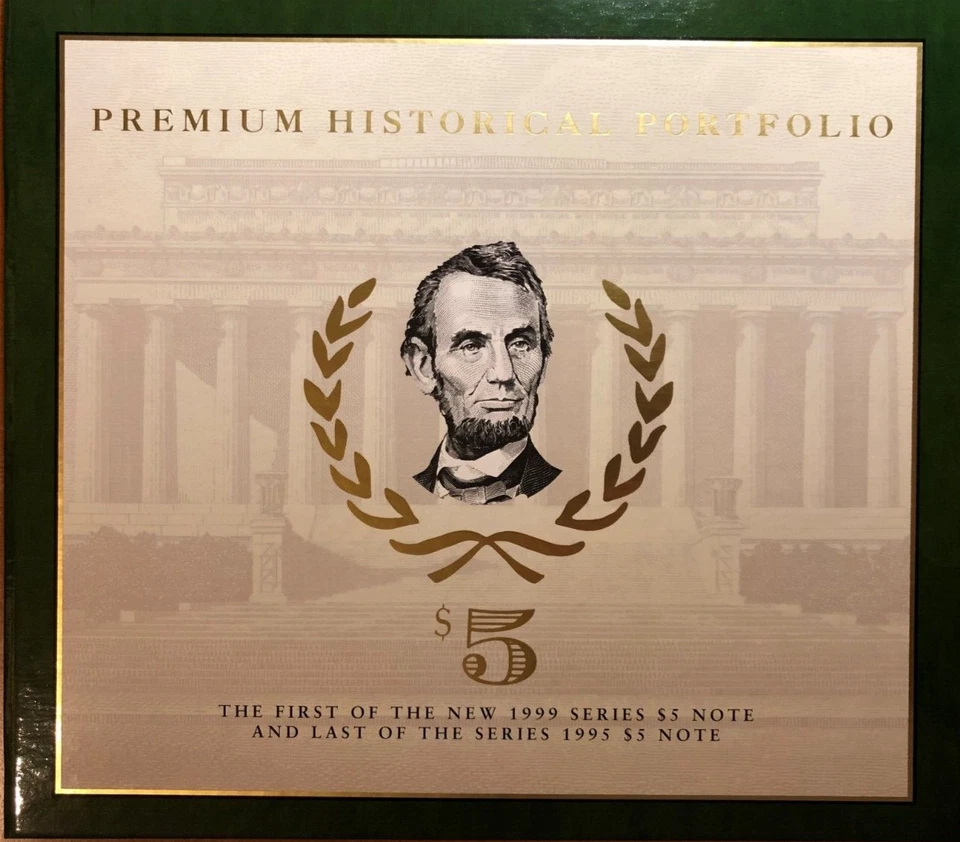 PREMIUM HISTORICAL PORTFOLIO
$5
THE FIRST OF THE NEW 1999 SERIES $5 NOTE
AND LAST OF THE SERIES 1995 $5 NOTE